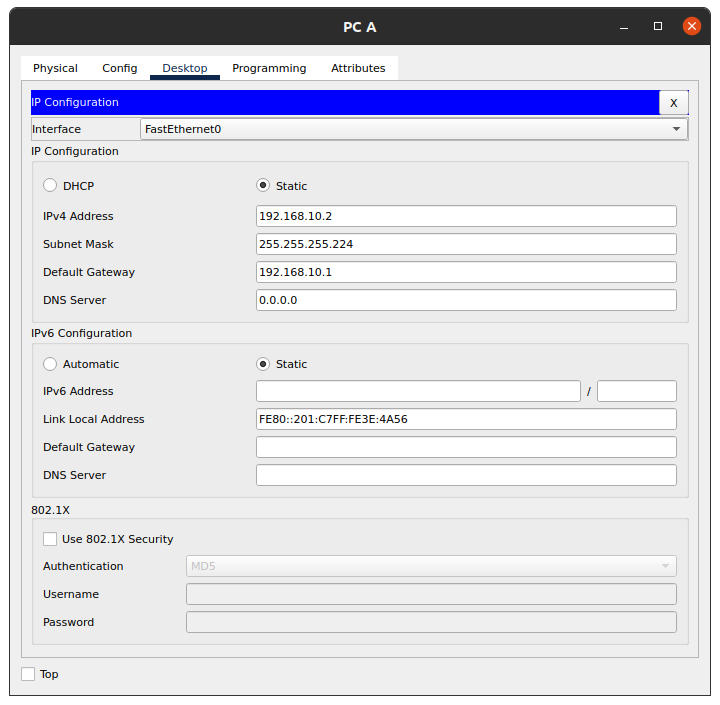 PC A
Physical Config Desktop Programming Attributes
IP Configuration X
Interface FastEthernet0
IP Configuration
DHCP Static
IPv4 Address 192.168.10.2
Subnet Mask 255.255.255.224
Default Gateway 192.168.10.1
DNS Server 0.0.0.0
IPv6 Configuration
Automatic Static
IPv6 Address /
Link Local Address FE80::201:C7FF:FE3E:4A56
Default Gateway
DNS Server
802.1X
Use 802.1X Security
Authentication MD5
Username
Password
Top